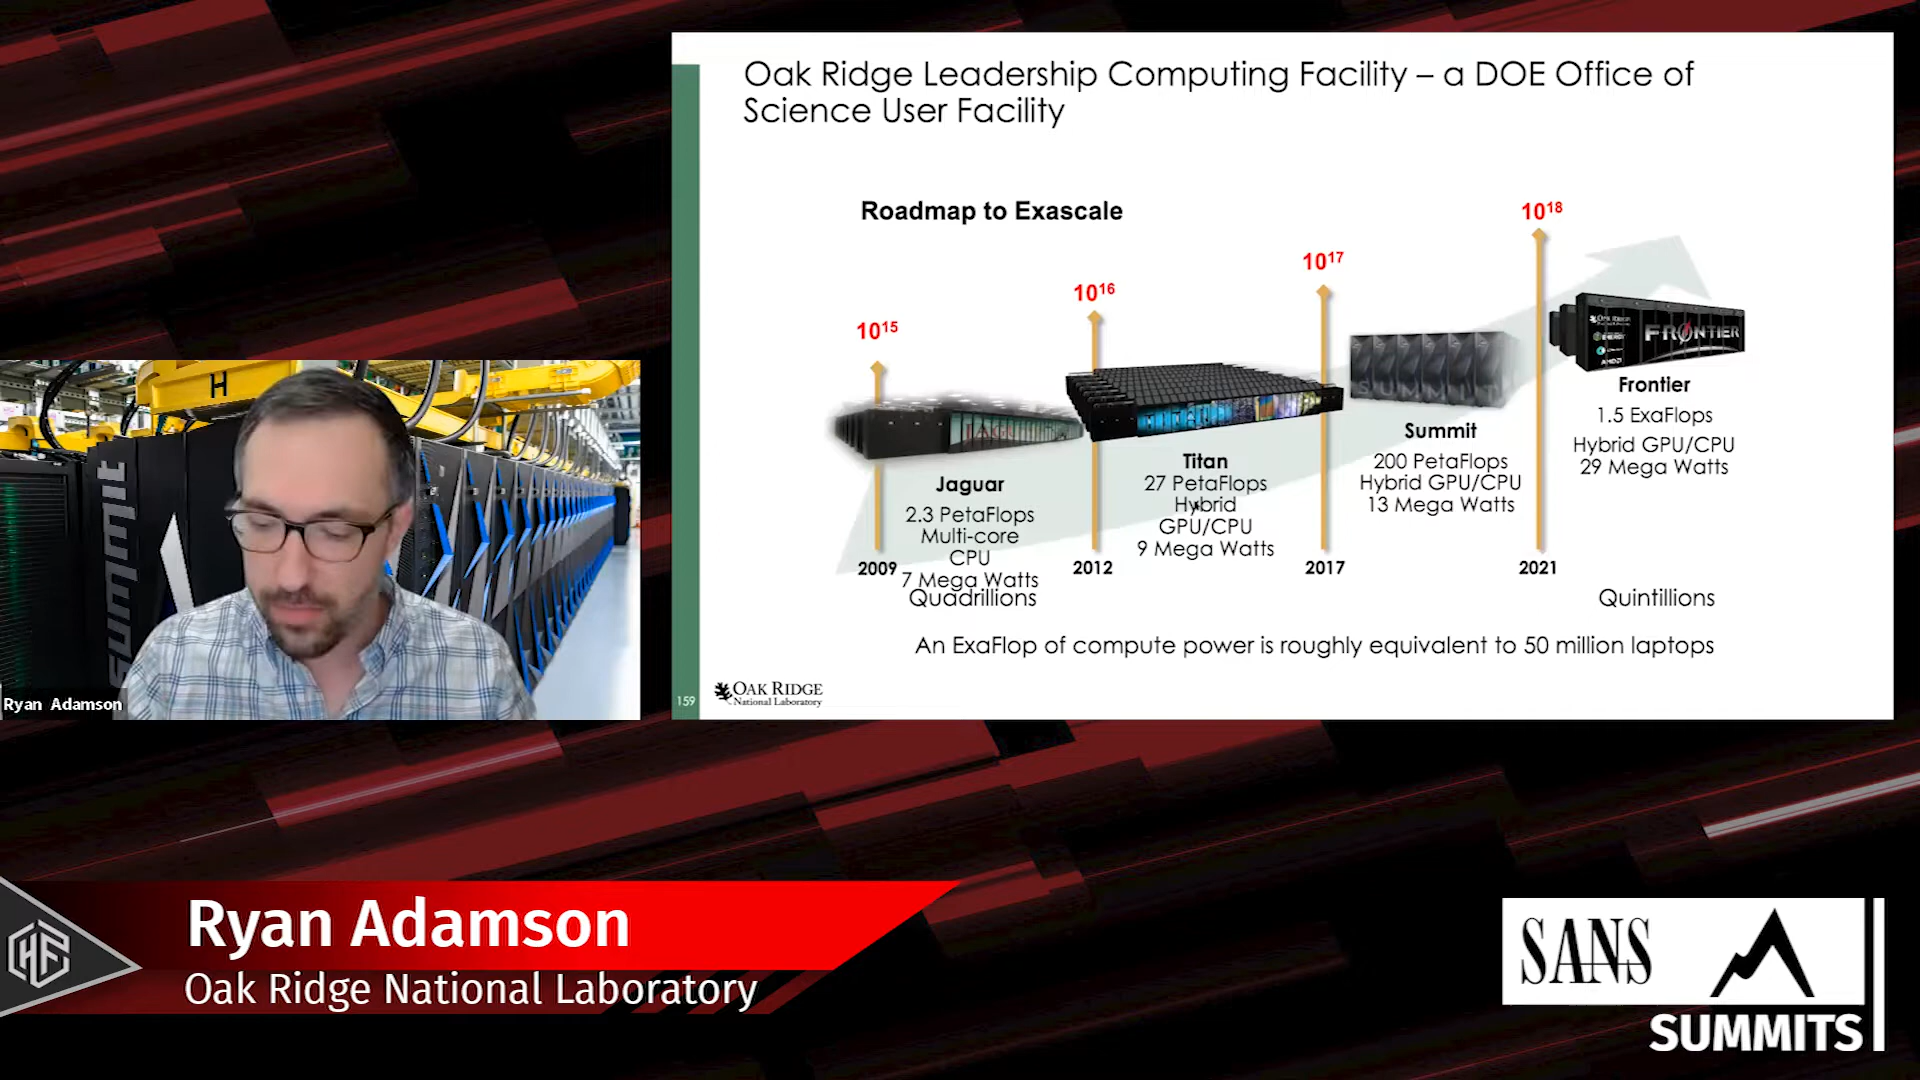 Oak Ridge Leadership Computing Facility – a DOE Office of
Science User Facility
Roadmap to Exascale
10¹⁵
10¹⁶
10¹⁷
10¹⁸
Jaguar
2.3 PetaFlops
Multi-core
CPU
7 Mega Watts
TITAN
Titan
27 PetaFlops
Hybrid
GPU/CPU
9 Mega Watts
Summit
200 PetaFlops
Hybrid GPU/CPU
13 Mega Watts
FRONTIER
Frontier
1.5 ExaFlops
Hybrid GPU/CPU
29 Mega Watts
2009
2012
2017
2021
Quadrillions
Quintillions
An ExaFlop of compute power is roughly equivalent to 50 million laptops
159
OAK RIDGE
National Laboratory
H
summit
Ryan Adamson
Ryan Adamson
Oak Ridge National Laboratory
SANS
SUMMITS